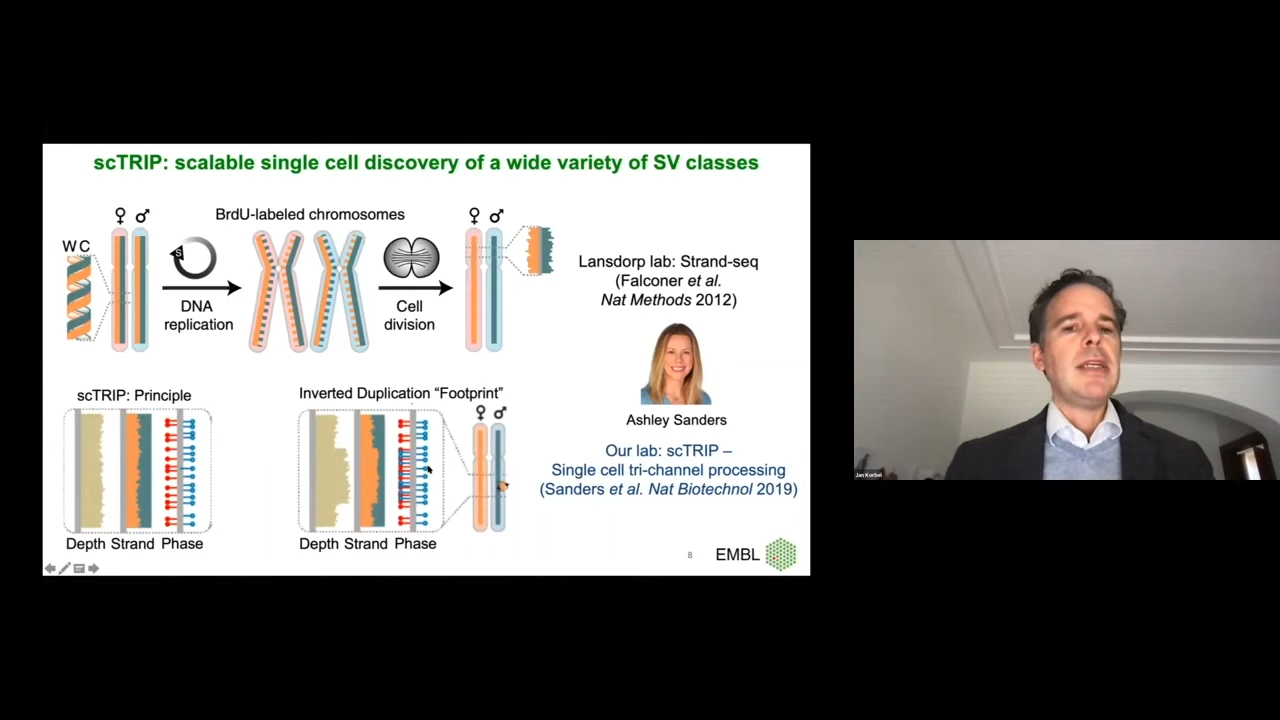 scTRIP: scalable single cell discovery of a wide variety of SV classes
♀ ♂
BrdU-labeled chromosomes
♀ ♂
W C
S
DNA
replication
Cell
division
Lansdorp lab: Strand-seq
(Falconer et al.
Nat Methods 2012)
Ashley Sanders
scTRIP: Principle
Inverted Duplication “Footprint”
♀ ♂
Our lab: scTRIP –
Single cell tri-channel processing
(Sanders et al. Nat Biotechnol 2019)
Depth Strand Phase
Depth Strand Phase
8
EMBL
Jan Korbel